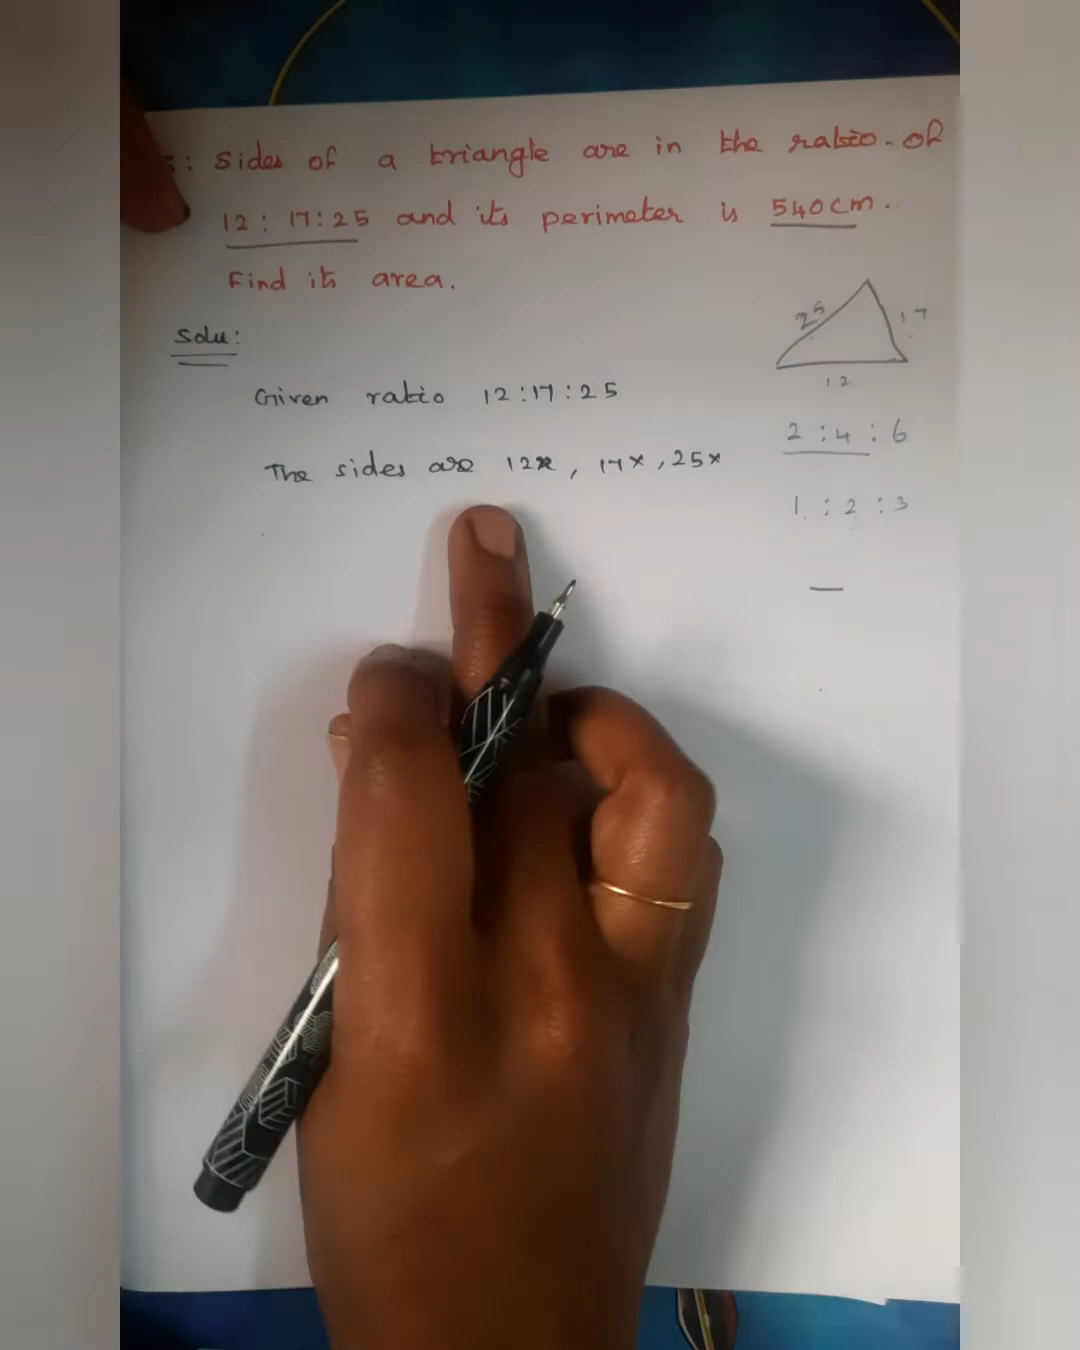 5: Sides of a triangle are in the ratio. of
12 : 17 : 25 and its perimeter is 540cm.
Find its area.
Solu:
Given ratio 12:17:25
The sides are 12x, 17x, 25x
25
17
12
2 : 4 : 6
1 : 2 : 3